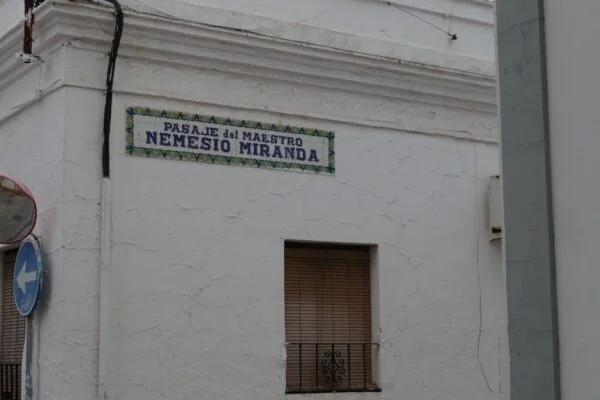 PASAJE del MAESTRO
NEMESIO MIRANDA